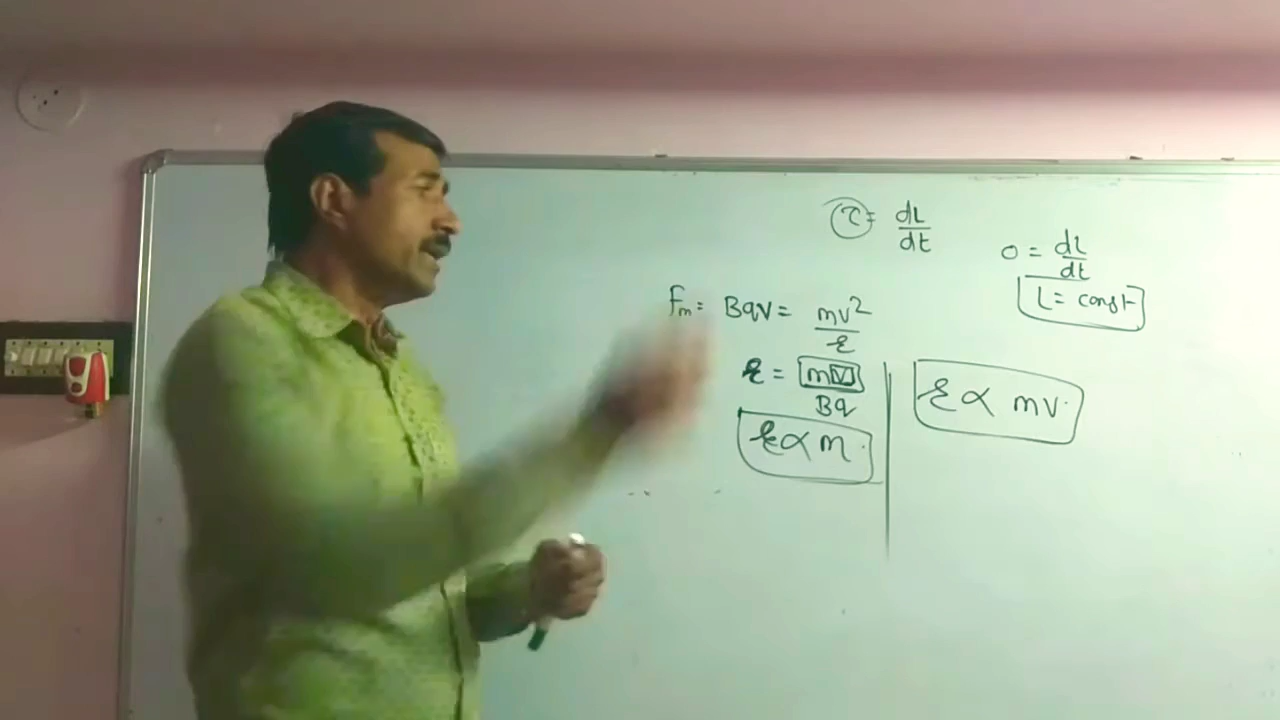 τ = dL/dt
0 = dL/dt
L = const
Fm = Bqv = mv²/r
r = mv/Bq
r ∝ m
r ∝ mv